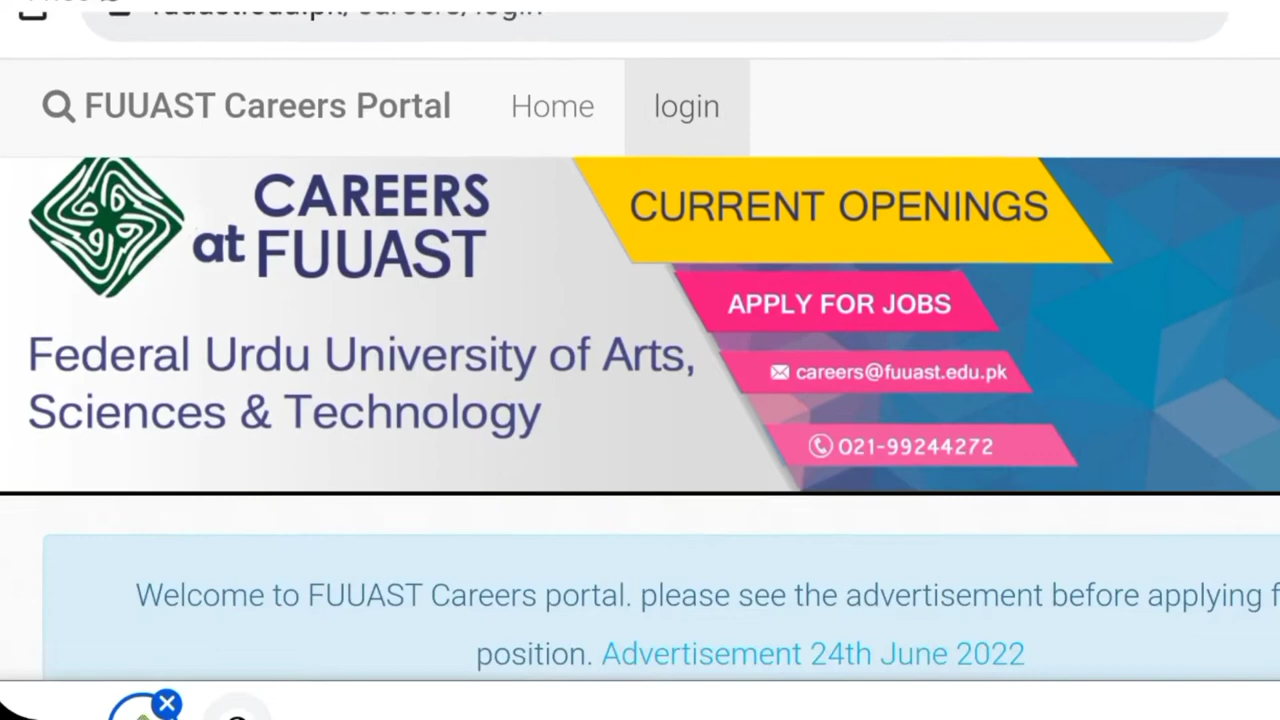 FUUAST Careers Portal Home login
CAREERS
at FUUAST
Federal Urdu University of Arts,
Sciences & Technology
CURRENT OPENINGS
APPLY FOR JOBS
careers@fuuast.edu.pk
021-99244272
Welcome to FUUAST Careers portal. please see the advertisement before applying f
position. Advertisement 24th June 2022